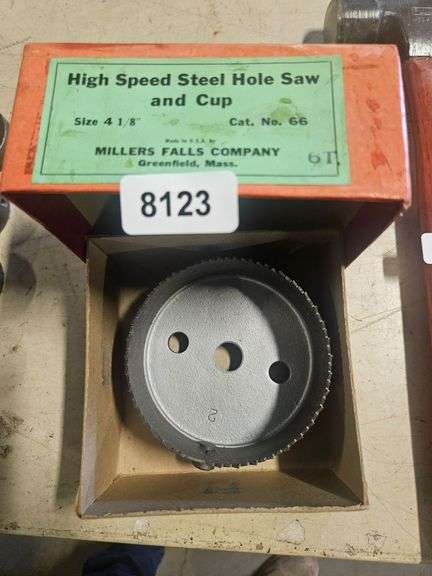 High Speed Steel Hole Saw
and Cup
Size 4 1/8" Cat. No. 66
Made in U.S.A. by
MILLERS FALLS COMPANY
Greenfield, Mass.
6T.
8123
2